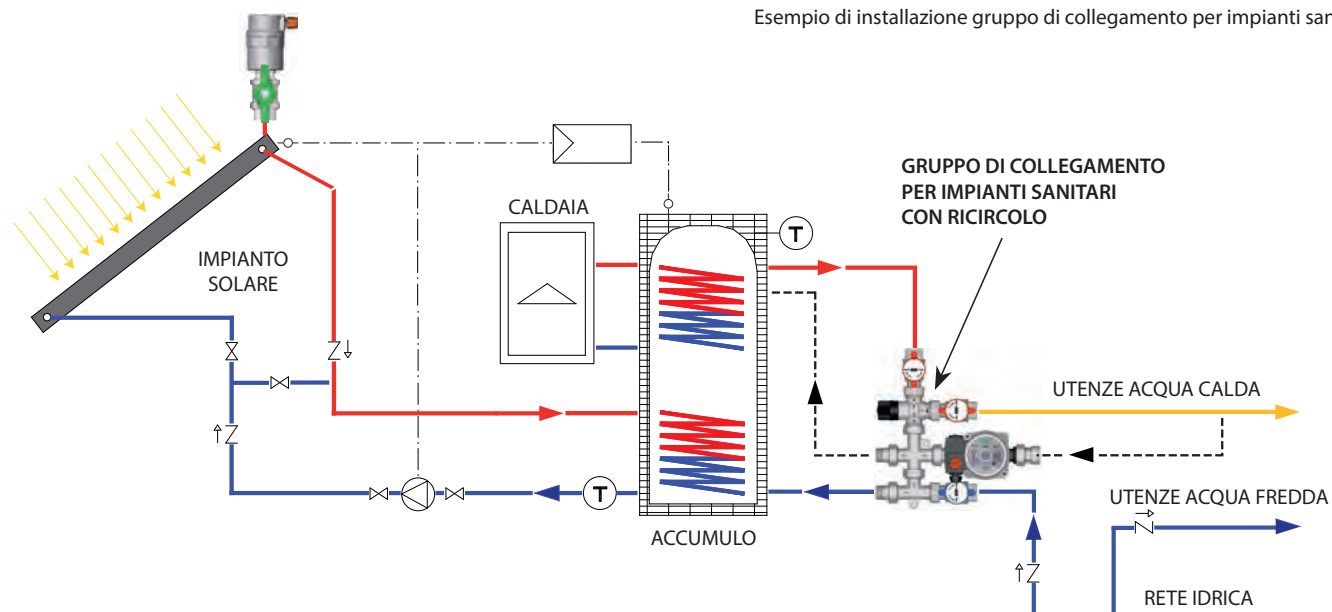 Esempio di installazione gruppo di collegamento per impianti
GRUPPO DI COLLEGAMENTO
PER IMPIANTI SANITARI
CON RICIRCOLO
CALDAIA
T
IMPIANTO
SOLARE
UTENZE ACQUA CALDA
T
UTENZE ACQUA FREDDA
ACCUMULO
RETE IDRICA